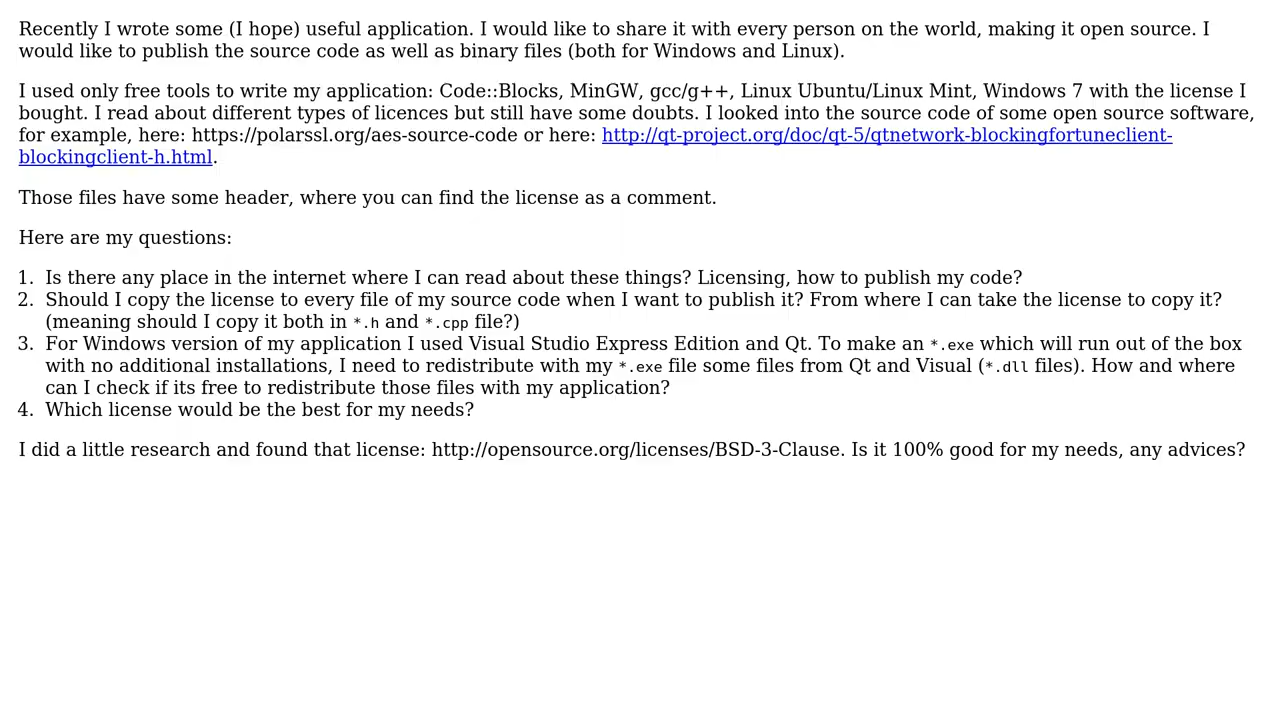 Recently I wrote some (I hope) useful application. I would like to share it with every person on the world, making it open source. I
would like to publish the source code as well as binary files (both for Windows and Linux).
I used only free tools to write my application: Code::Blocks, MinGW, gcc/g++, Linux Ubuntu/Linux Mint, Windows 7 with the license I
bought. I read about different types of licences but still have some doubts. I looked into the source code of some open source software,
for example, here: https://polarssl.org/aes-source-code or here: http://qt-project.org/doc/qt-5/qtnetwork-blockingfortuneclient-
blockingclient-h.html.
Those files have some header, where you can find the license as a comment.
Here are my questions:
1. Is there any place in the internet where I can read about these things? Licensing, how to publish my code?
2. Should I copy the license to every file of my source code when I want to publish it? From where I can take the license to copy it?
(meaning should I copy it both in *.h and *.cpp file?)
3. For Windows version of my application I used Visual Studio Express Edition and Qt. To make an *.exe which will run out of the box
with no additional installations, I need to redistribute with my *.exe file some files from Qt and Visual (*.dll files). How and where
can I check if its free to redistribute those files with my application?
4. Which license would be the best for my needs?
I did a little research and found that license: http://opensource.org/licenses/BSD-3-Clause. Is it 100% good for my needs, any advices?